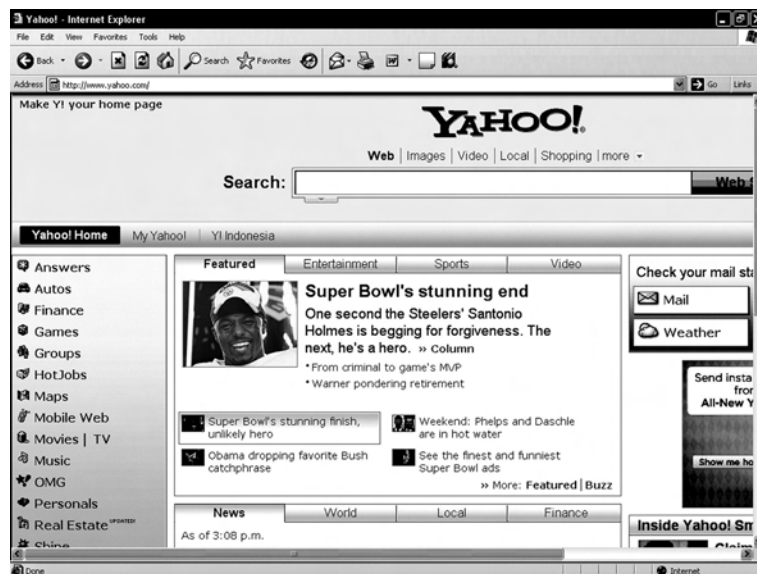 Yahoo! - Internet Explorer
File Edit View Favorites Tools Help
Back Search Favorites
Address http://www.yahoo.com/ Go Links
Make Y! your home page
YAHOO!
Web | Images | Video | Local | Shopping | more
Search: Web S
Yahoo! Home My Yahoo! Y! Indonesia
Answers
Autos
Finance
Games
Groups
HotJobs
Maps
Mobile Web
Movies | TV
Music
OMG
Personals
Real Estate UPDATED!
Shine
Featured Entertainment Sports Video
Super Bowl's stunning end
One second the Steelers' Santonio
Holmes is begging for forgiveness. The
next, he's a hero. » Column
• From criminal to game's MVP
• Warner pondering retirement
Super Bowl's stunning finish,
unlikely hero
Weekend: Phelps and Daschle
are in hot water
Obama dropping favorite Bush
catchphrase
See the finest and funniest
Super Bowl ads
» More: Featured | Buzz
News World Local Finance
As of 3:08 p.m.
Check your mail sta
Mail
Weather
Send insta
from
All-New Y
Show me ho
Inside Yahoo! Sm
Claim
Done Internet